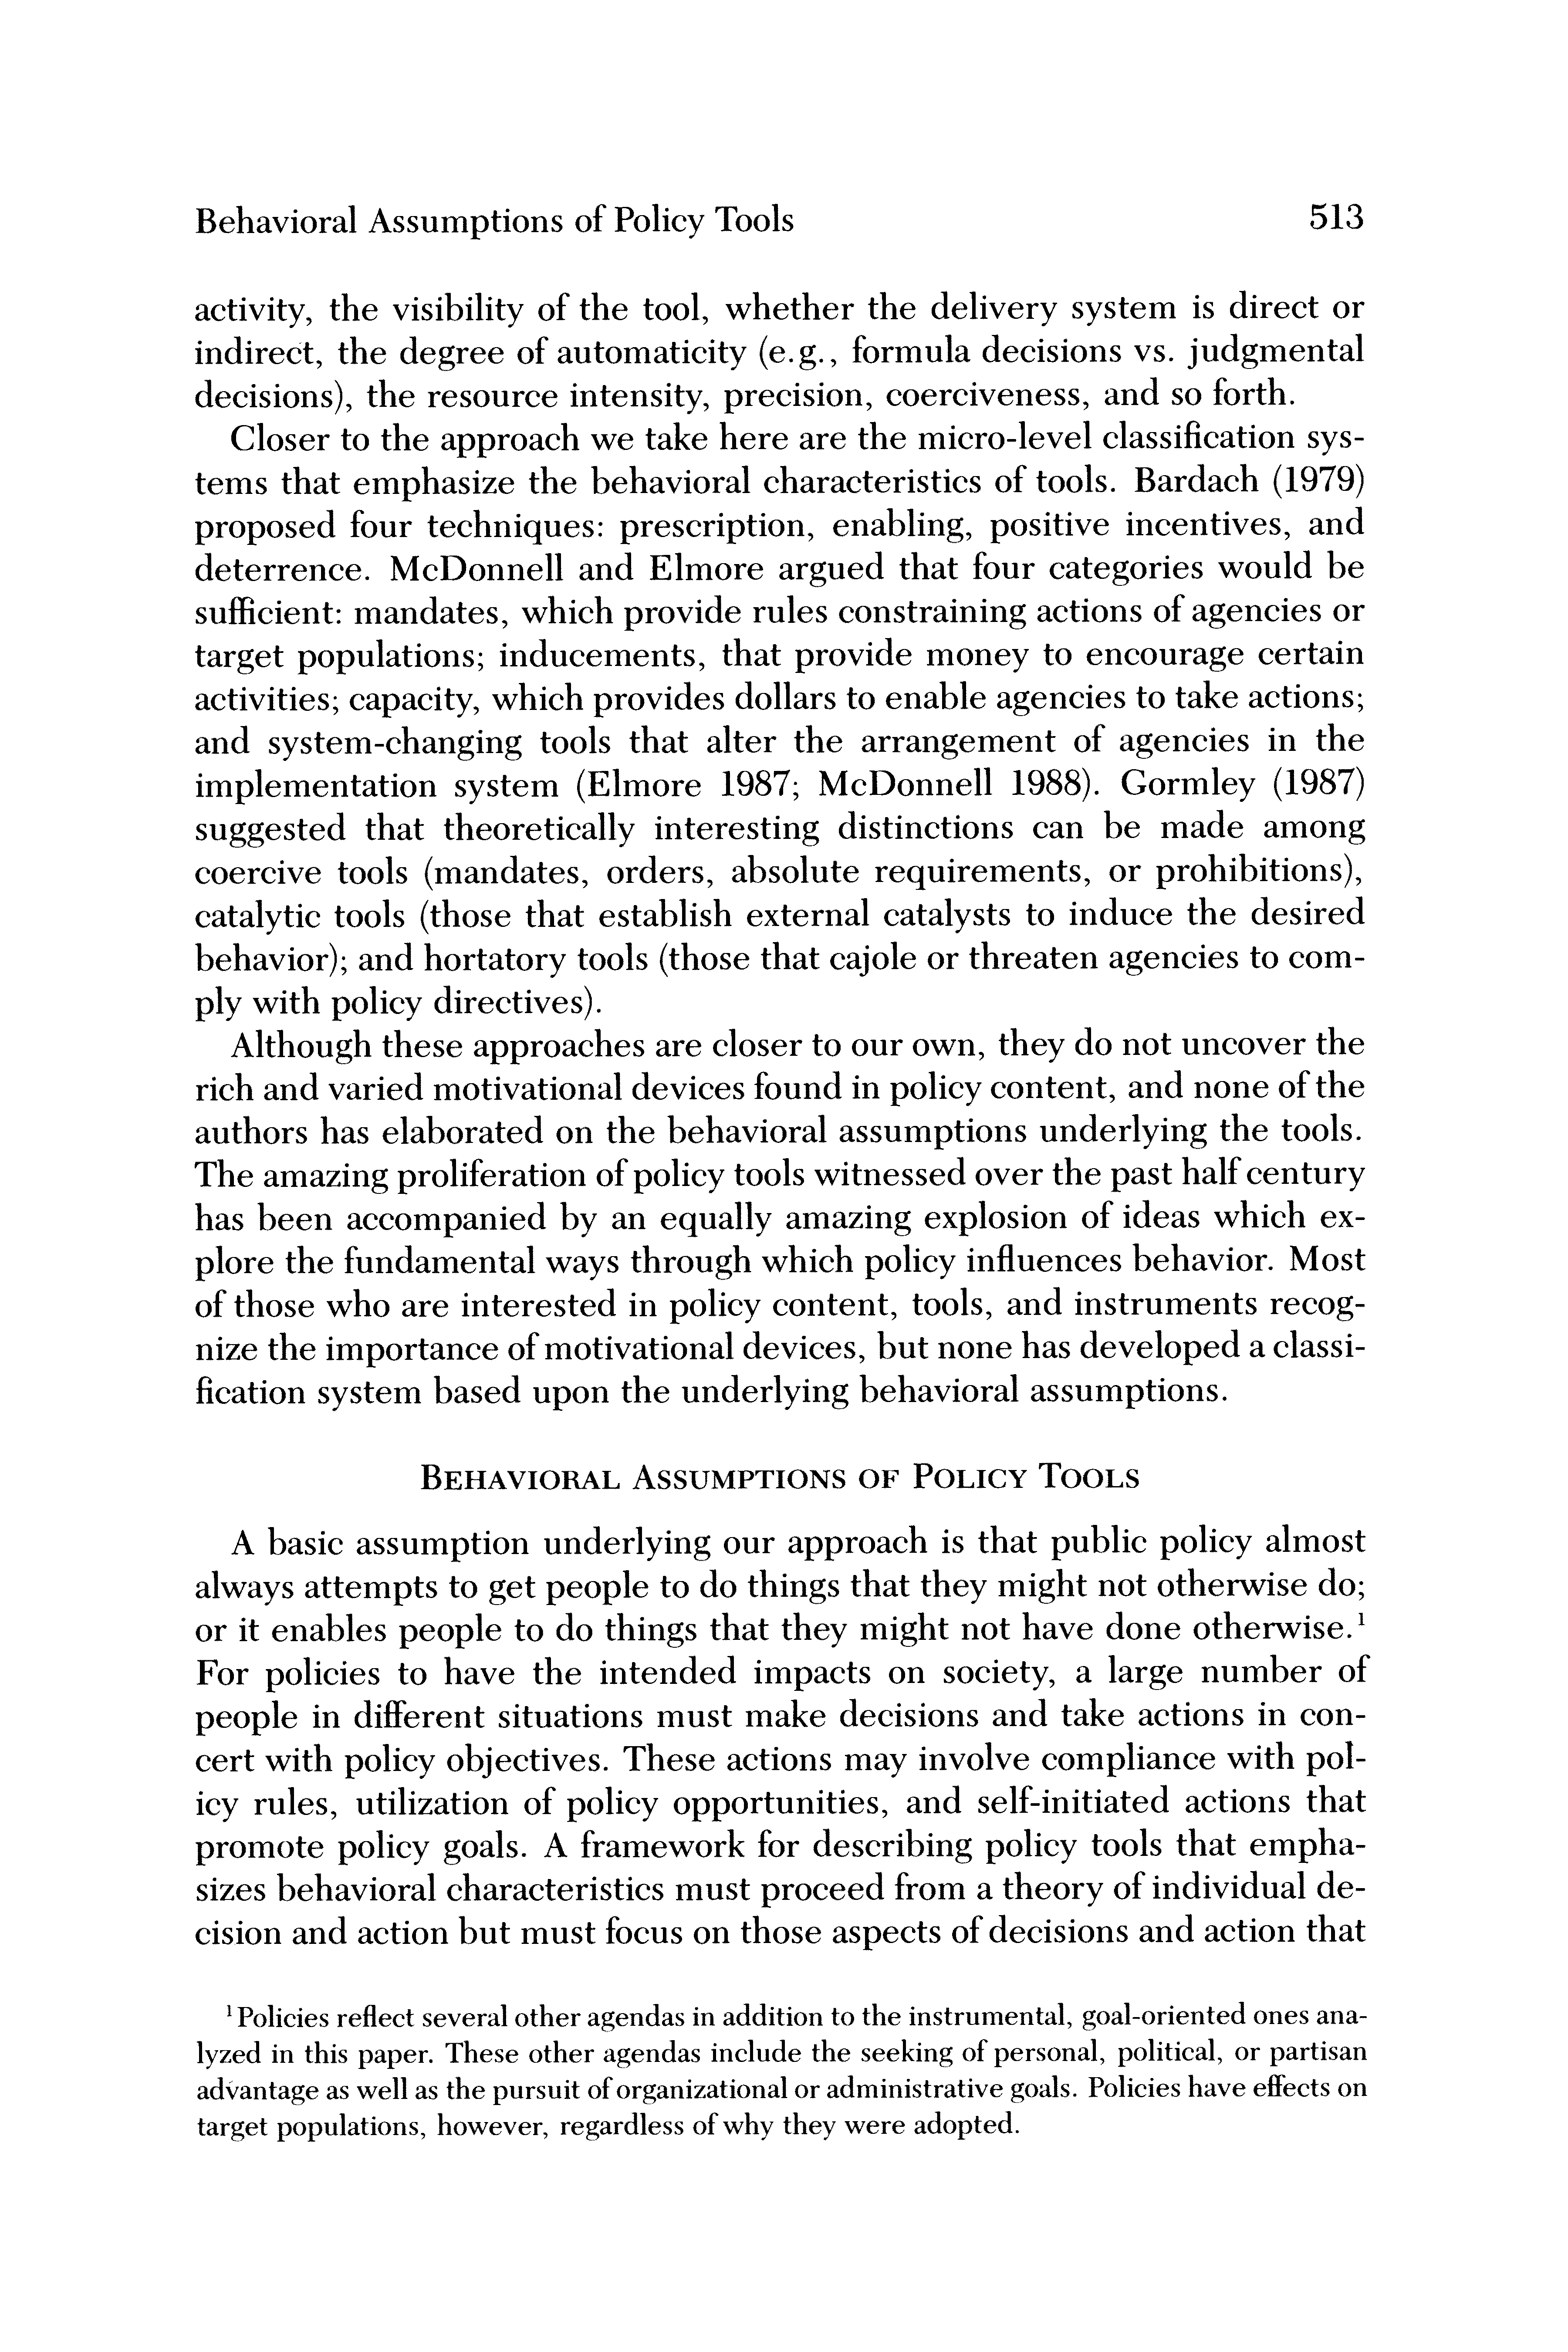 Behavioral Assumptions of Policy Tools 513
activity, the visibility of the tool, whether the delivery system is direct or
indirect, the degree of automaticity (e.g., formula decisions vs. judgmental
decisions), the resource intensity, precision, coerciveness, and so forth.
Closer to the approach we take here are the micro-level classification sys-
tems that emphasize the behavioral characteristics of tools. Bardach (1979)
proposed four techniques: prescription, enabling, positive incentives, and
deterrence. McDonnell and Elmore argued that four categories would be
sufficient: mandates, which provide rules constraining actions of agencies or
target populations; inducements, that provide money to encourage certain
activities; capacity, which provides dollars to enable agencies to take actions;
and system-changing tools that alter the arrangement of agencies in the
implementation system (Elmore 1987; McDonnell 1988). Gormley (1987)
suggested that theoretically interesting distinctions can be made among
coercive tools (mandates, orders, absolute requirements, or prohibitions),
catalytic tools (those that establish external catalysts to induce the desired
behavior); and hortatory tools (those that cajole or threaten agencies to com-
ply with policy directives).
Although these approaches are closer to our own, they do not uncover the
rich and varied motivational devices found in policy content, and none of the
authors has elaborated on the behavioral assumptions underlying the tools.
The amazing proliferation of policy tools witnessed over the past half century
has been accompanied by an equally amazing explosion of ideas which ex-
plore the fundamental ways through which policy influences behavior. Most
of those who are interested in policy content, tools, and instruments recog-
nize the importance of motivational devices, but none has developed a classi-
fication system based upon the underlying behavioral assumptions.
BEHAVIORAL ASSUMPTIONS OF POLICY TOOLS
A basic assumption underlying our approach is that public policy almost
always attempts to get people to do things that they might not otherwise do;
or it enables people to do things that they might not have done otherwise.¹
For policies to have the intended impacts on society, a large number of
people in different situations must make decisions and take actions in con-
cert with policy objectives. These actions may involve compliance with pol-
icy rules, utilization of policy opportunities, and self-initiated actions that
promote policy goals. A framework for describing policy tools that empha-
sizes behavioral characteristics must proceed from a theory of individual de-
cision and action but must focus on those aspects of decisions and action that
¹ Policies reflect several other agendas in addition to the instrumental, goal-oriented ones ana-
lyzed in this paper. These other agendas include the seeking of personal, political, or partisan
advantage as well as the pursuit of organizational or administrative goals. Policies have effects on
target populations, however, regardless of why they were adopted.